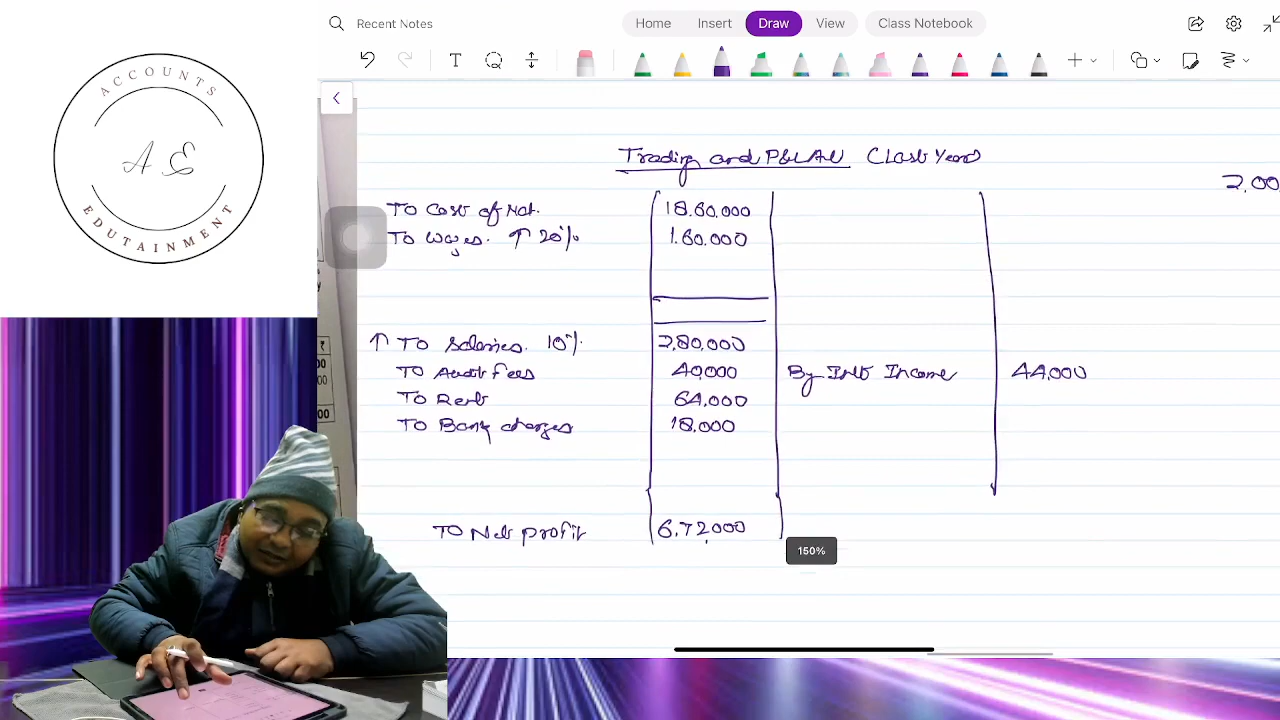 Recent Notes
Home Insert Draw View Class Notebook
ACCOUNTS
A E
EDUTAINMENT
Trading and P&L A/C (Last Year)
2,00
To Cost of Mat. 18,60,000
To Wages. ↑ 20% 1,60,000
↑ To Salaries. 10% 2,80,000
To Audit Fees 40,000 By Int Income 44,000
To Rent 64,000
To Bank charges 18,000
To Net profit 6,72,000
150%